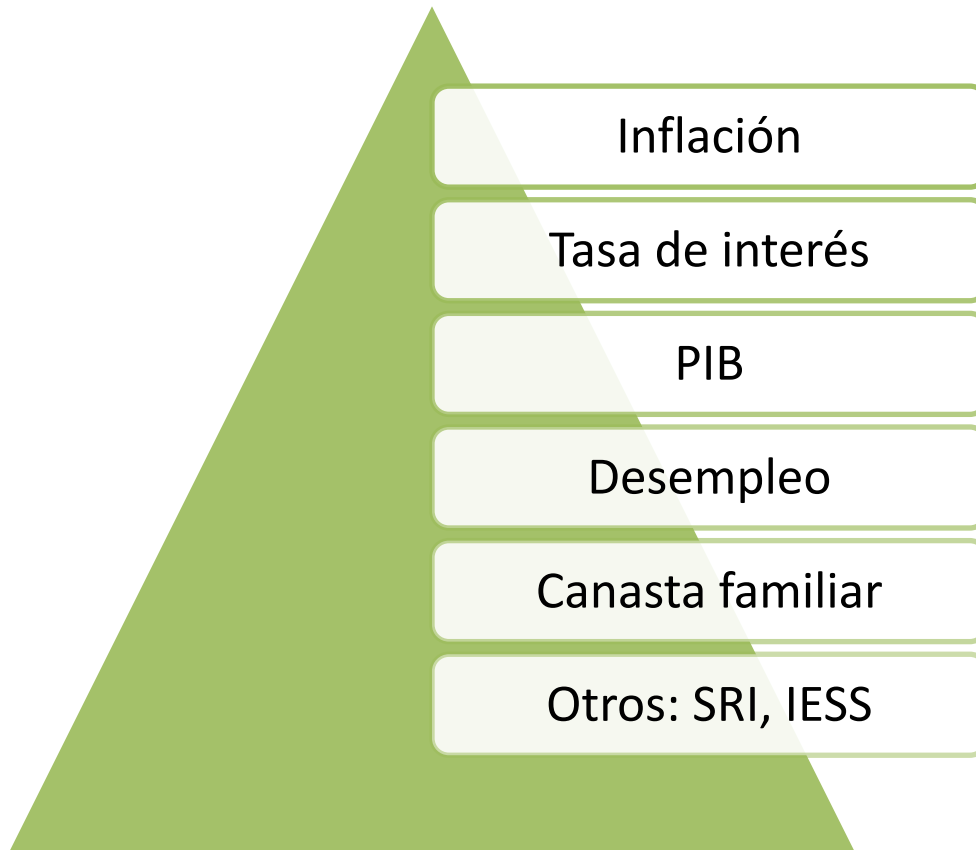 Inflación
Tasa de interés
PIB
Desempleo
Canasta familiar
Otros: SRI, IESS